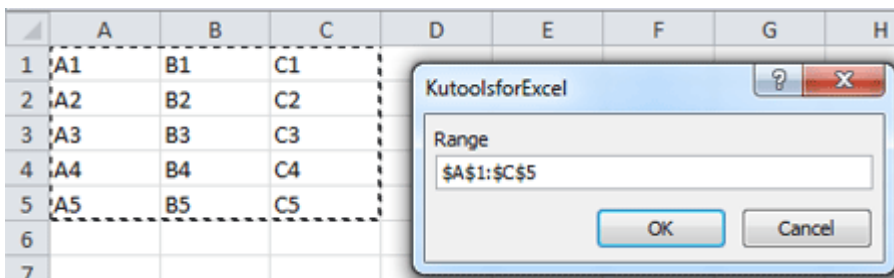 A B C D E F G H
1 A1 B1 C1
2 A2 B2 C2
3 A3 B3 C3
4 A4 B4 C4
5 A5 B5 C5
6
7
KutoolsforExcel ? X
Range
$A$1:$C$5
OK Cancel